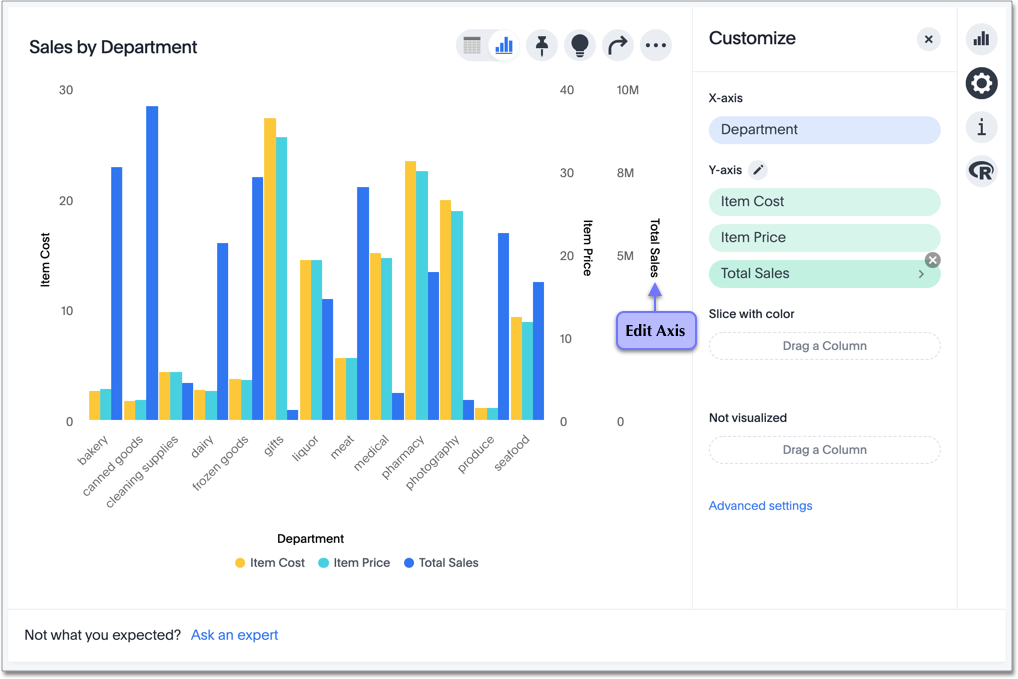 Sales by Department
Customize
X-axis
Department
Y-axis
Item Cost
Item Price
Total Sales
Slice with color
Drag a Column
Not visualized
Drag a Column
Advanced settings
30
20
10
0
Item Cost
40
30
20
10
0
Item Price
10M
8M
5M
0
Total Sales
Edit Axis
bakery
canned goods
cleaning supplies
dairy
frozen goods
gifts
liquor
meat
medical
pharmacy
photography
produce
seafood
Department
Item Cost Item Price Total Sales
Not what you expected? Ask an expert
i
R